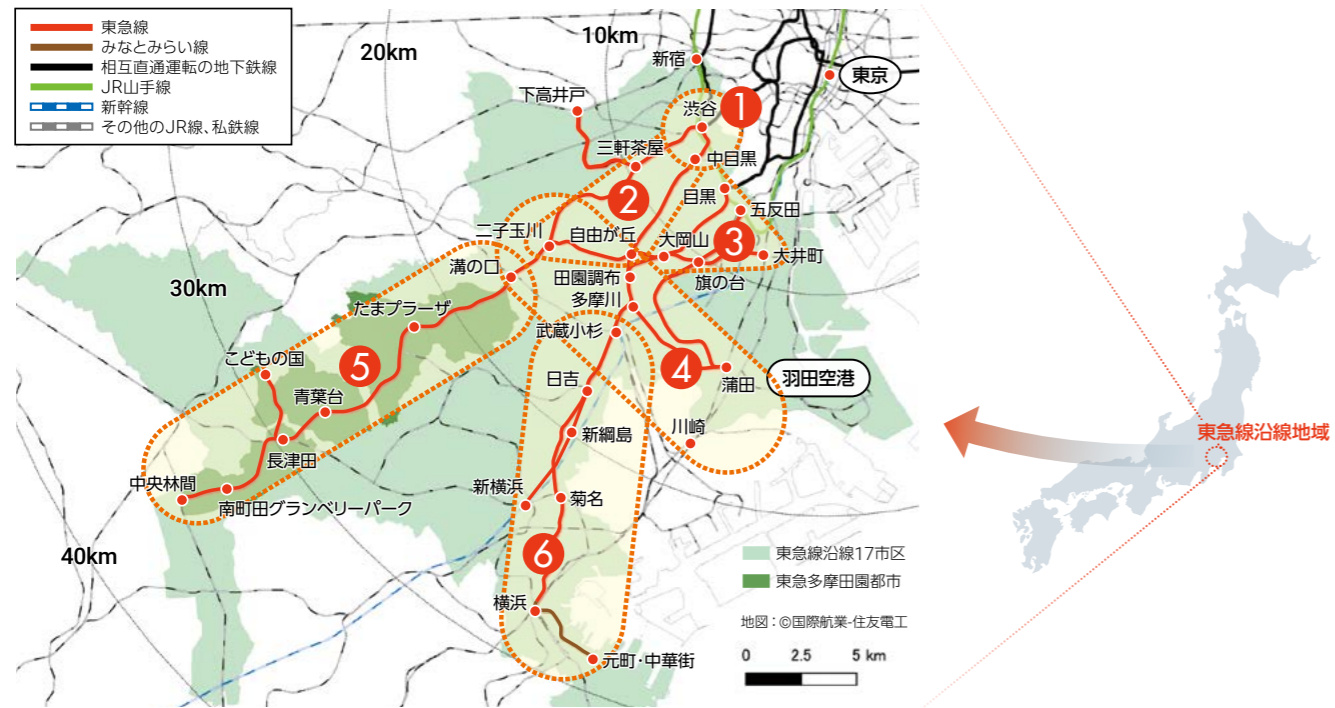 東急線
みなとみらい線
相互直通運転の地下鉄線
JR山手線
新幹線
その他のJR線、私鉄線
10km
20km
30km
40km
新宿
東京
下高井戸
渋谷
1
三軒茶屋
中目黒
2
目黒
五反田
二子玉川
自由が丘
大岡山
3
大井町
溝の口
田園調布
旗の台
多摩川
たまプラーザ
武蔵小杉
こどもの国
5
4
蒲田
羽田空港
日吉
青葉台
川崎
新綱島
長津田
中央林間
新横浜
菊名
南町田グランベリーパーク
6
横浜
元町・中華街
東急線沿線17市区
東急多摩田園都市
地図:©国際航業-住友電工
0 2.5 5 km
東急線沿線地域